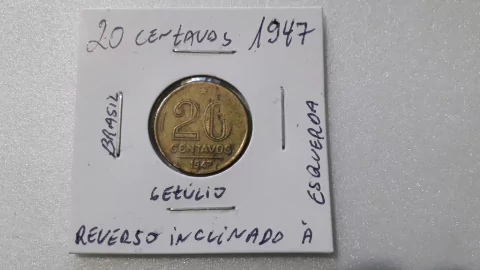 20 CENTAVOS 1947
BRASIL
20
CENTAVOS
1947
GETÚLIO
REVERSO INCLINADO À
ESQUERDA